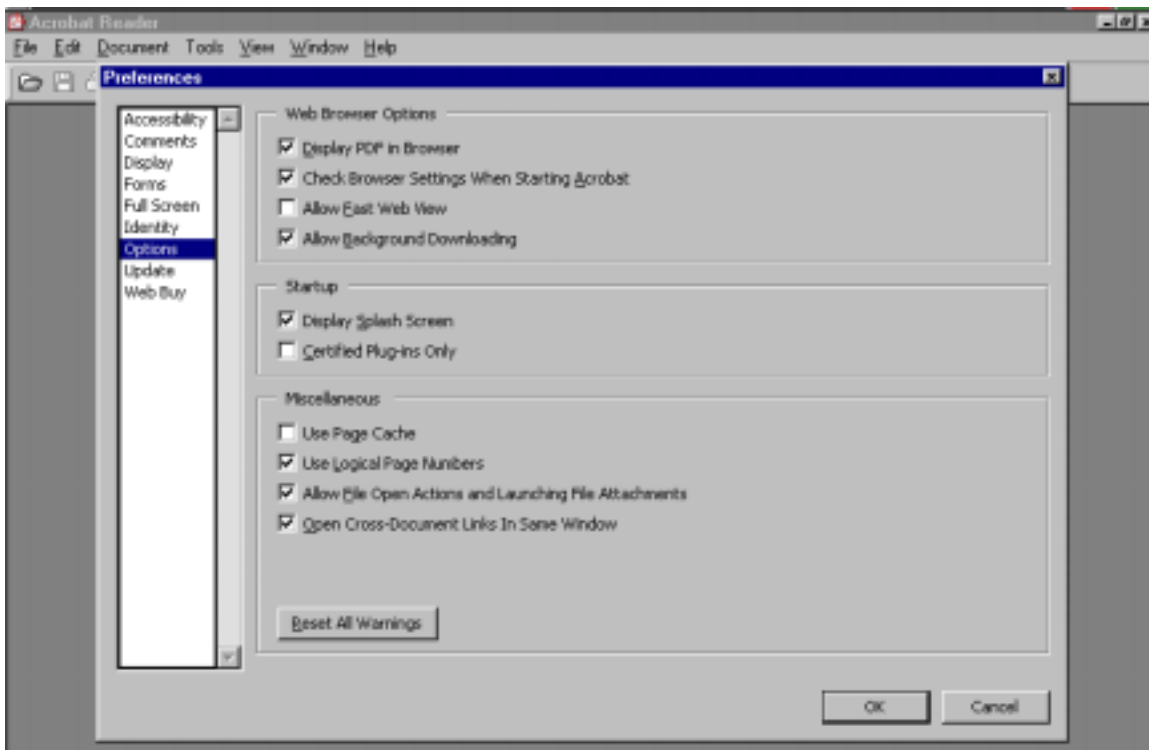 Acrobat Reader
File Edit Document Tools View Window Help
Preferences
Accessibility
Comments
Display
Forms
Full Screen
Identity
Options
Update
Web Buy
Web Browser Options
Display PDF in Browser
Check Browser Settings When Starting Acrobat
Allow Fast Web View
Allow Background Downloading
Startup
Display Splash Screen
Certified Plug-ins Only
Miscellaneous
Use Page Cache
Use Logical Page Numbers
Allow File Open Actions and Launching File Attachments
Open Cross-Document Links In Same Window
Reset All Warnings
OK Cancel